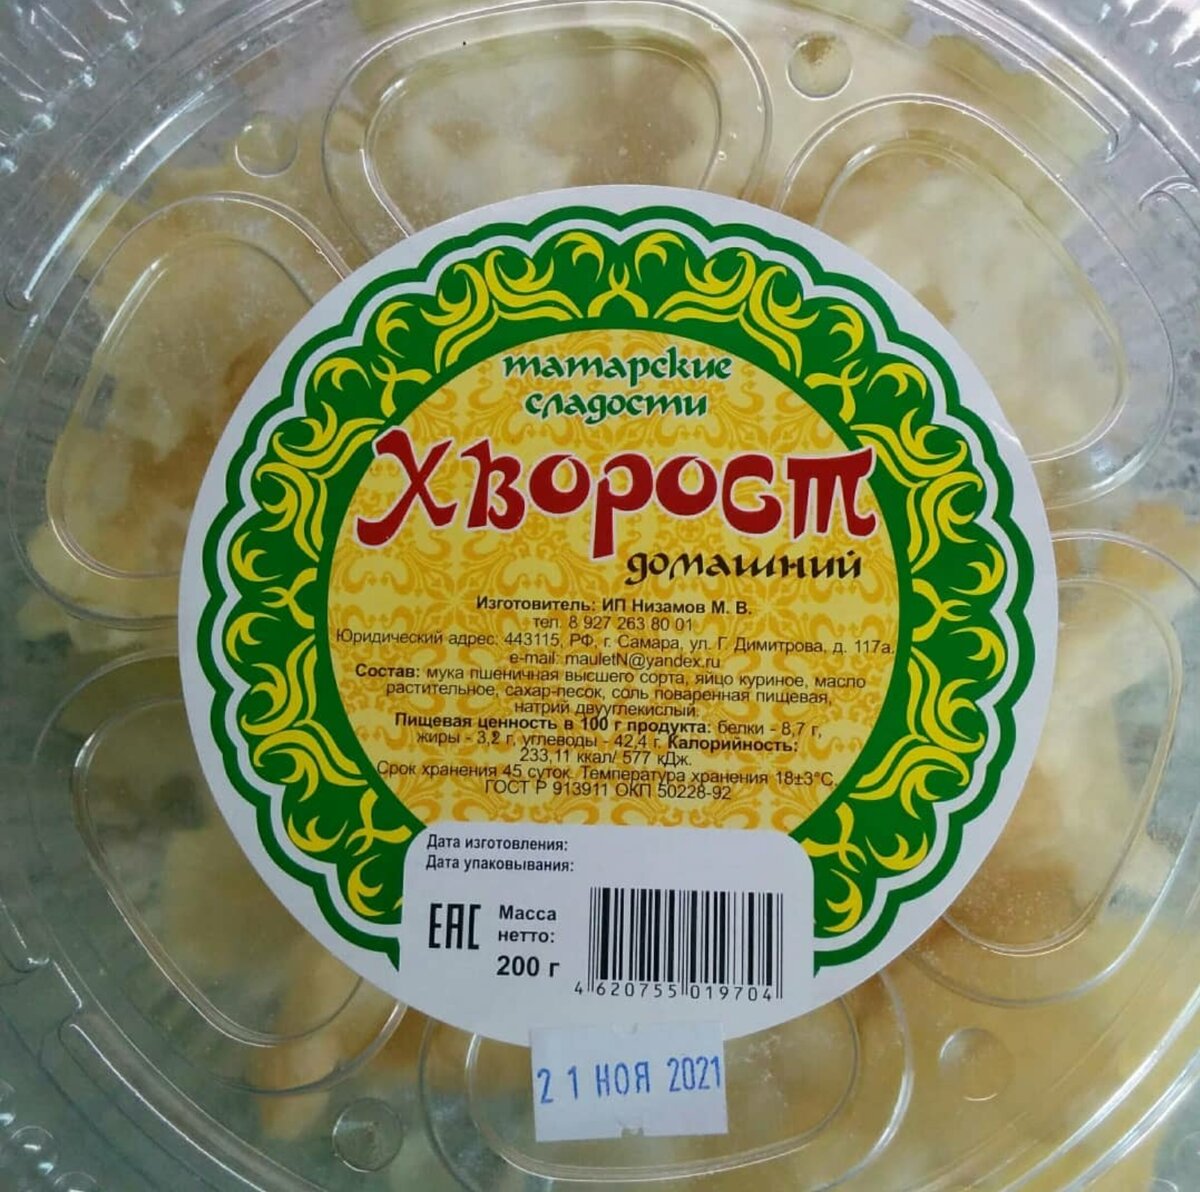 татарские
сладости
хворост
домашний
Изготовитель: ИП Низамов М. В.
тел. 8 927 263 80 01
Юридический адрес: 443115, РФ, г. Самара, ул. Г. Димитрова, д. 117а.
e-mail: mauletN@yandex.ru
Состав: мука пшеничная высшего сорта, яйцо куриное, масло
растительное, сахар-песок, соль поваренная пищевая,
натрий двууглекислый.
Пищевая ценность в 100 г продукта: белки - 8,7 г,
жиры - 3,2 г, углеводы - 42,4 г. Калорийность:
233,11 ккал/ 577 кДж.
Срок хранения 45 суток. Температура хранения 18±3°С.
ГОСТ Р 913911 ОКП 50228-92
Дата изготовления:
Дата упаковывания:
ЕАС
Масса
нетто:
200 г
4 620755 019704
21 НОЯ 2021